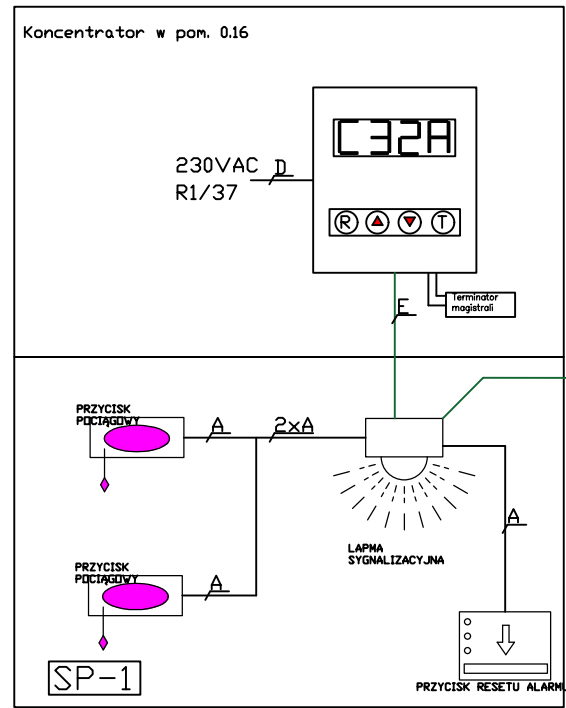 Koncentrator w pom. 0.16
C32A
230VAC D
R1/37
R T
Terminator
magistrali
E
PRZYCISK
POCIĄGOWY
A
2xA
A
LAPMA
SYGNALIZACYJNA
PRZYCISK
POCIĄGOWY
A
SP-1
PRZYCISK RESETU ALARMU